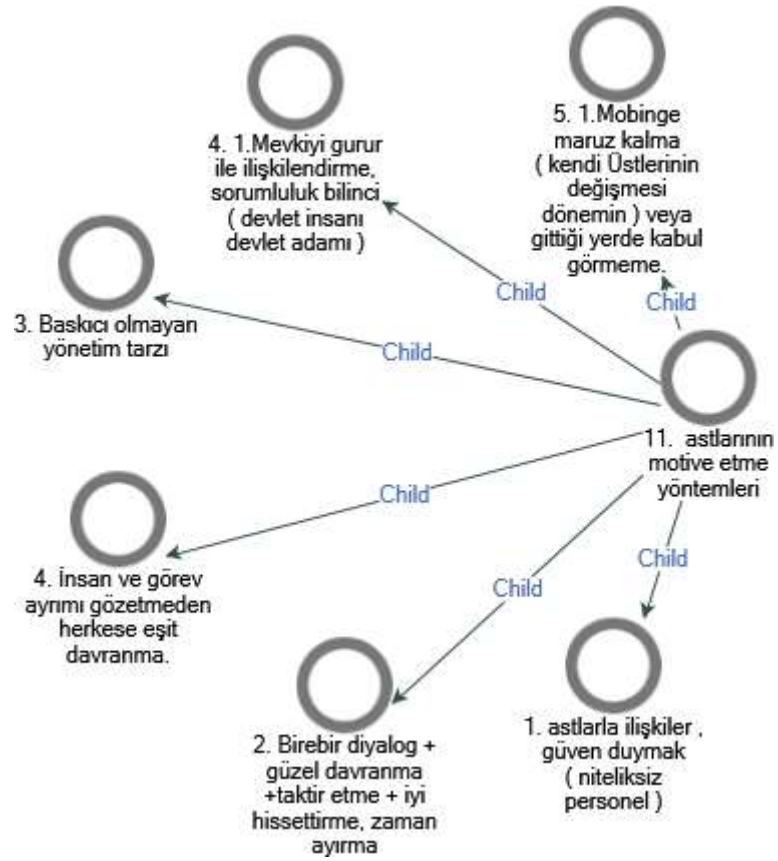 4. 1.Mevkiyi gurur
ile ilişkilendirme,
sorumluluk bilinci
( devlet insanı
devlet adamı )
5. 1.Mobinge
maruz kalma
( kendi Üstlerinin
değişmesi
dönemin ) veya
gittiği yerde kabul
görmeme.
Child
Child
3. Baskıcı olmayan
yönetim tarzı
Child
11. astlarının
motive etme
yöntemleri
Child
4. İnsan ve görev
ayrımı gözetmeden
herkese eşit
davranma.
Child
Child
2. Birebir diyalog +
güzel davranma
+taktir etme + iyi
hissettirme, zaman
ayırma
1. astlarla ilişkiler ,
güven duymak
( niteliksiz
personel )